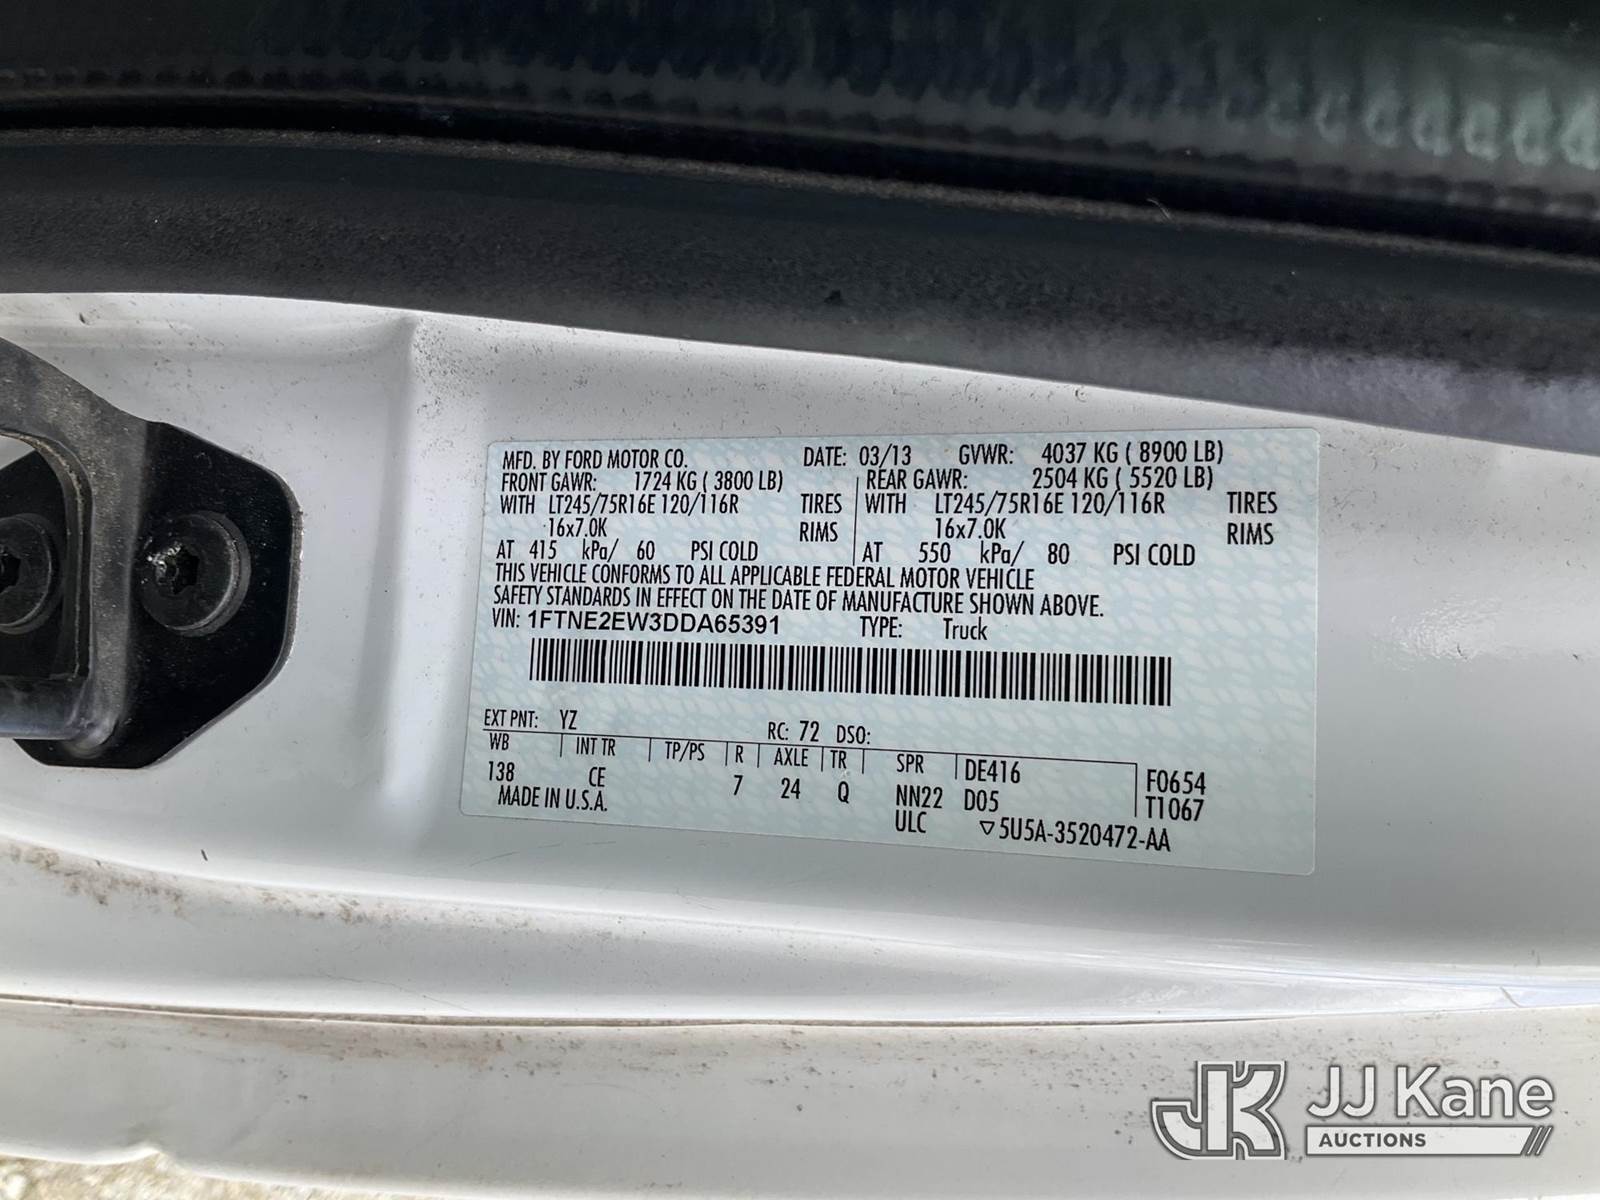 MFD. BY FORD MOTOR CO. DATE: 03/13 GVWR: 4037 KG ( 8900 LB)
FRONT GAWR: 1724 KG ( 3800 LB) REAR GAWR: 2504 KG ( 5520 LB)
WITH LT245/75R16E 120/116R TIRES WITH LT245/75R16E 120/116R TIRES
16x7.0K RIMS 16x7.0K RIMS
AT 415 kPa/ 60 PSI COLD AT 550 kPa/ 80 PSI COLD
THIS VEHICLE CONFORMS TO ALL APPLICABLE FEDERAL MOTOR VEHICLE
SAFETY STANDARDS IN EFFECT ON THE DATE OF MANUFACTURE SHOWN ABOVE.
VIN: 1FTNE2EW3DDA65391 TYPE: Truck
EXT PNT: YZ RC: 72 DSO:
WB INT TR TP/PS R AXLE TR SPR DE416 F0654
138 CE 7 24 Q NN22 D05 T1067
MADE IN U.S.A. ULC ▽5U5A-3520472-AA
JK JJ Kane
AUCTIONS